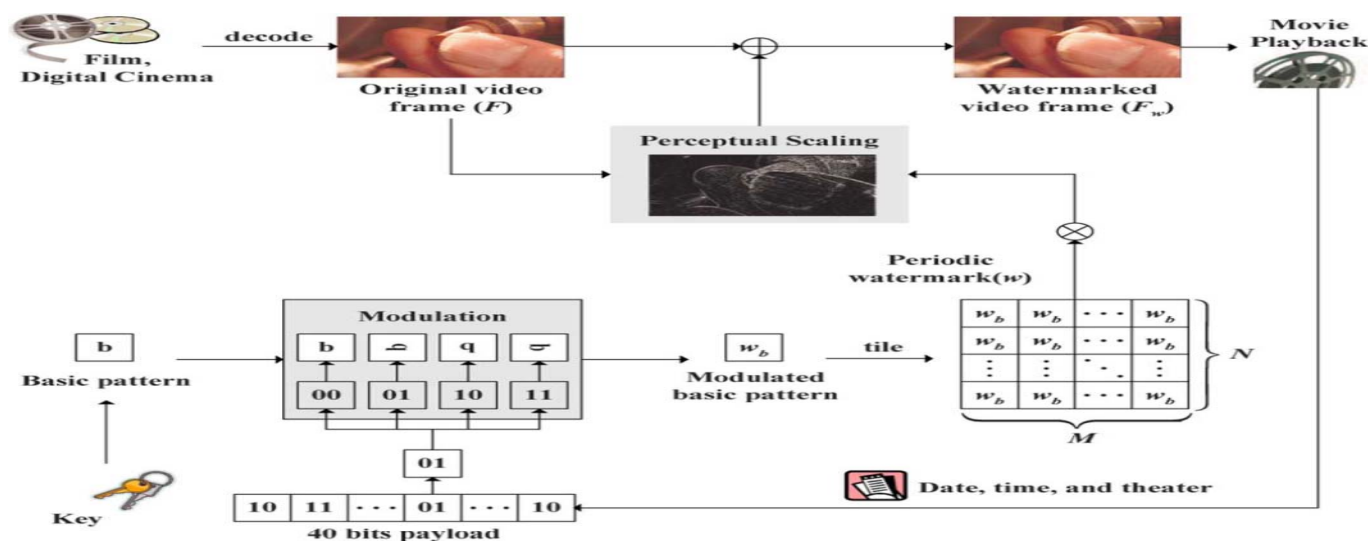 Film,
Digital Cinema
decode
Original video
frame (F)
Watermarked
video frame (F_w)
Movie
Playback
Perceptual Scaling
Periodic
watermark(w)
Modulation
b
b q
00 01 10 11
Basic pattern
w_b
Modulated
basic pattern
tile
w_b w_b · · · w_b
w_b w_b · · · w_b
w_b w_b · · · w_b
N
M
01
Key
10 11 · · · 01 · · · 10
40 bits payload
Date, time, and theater